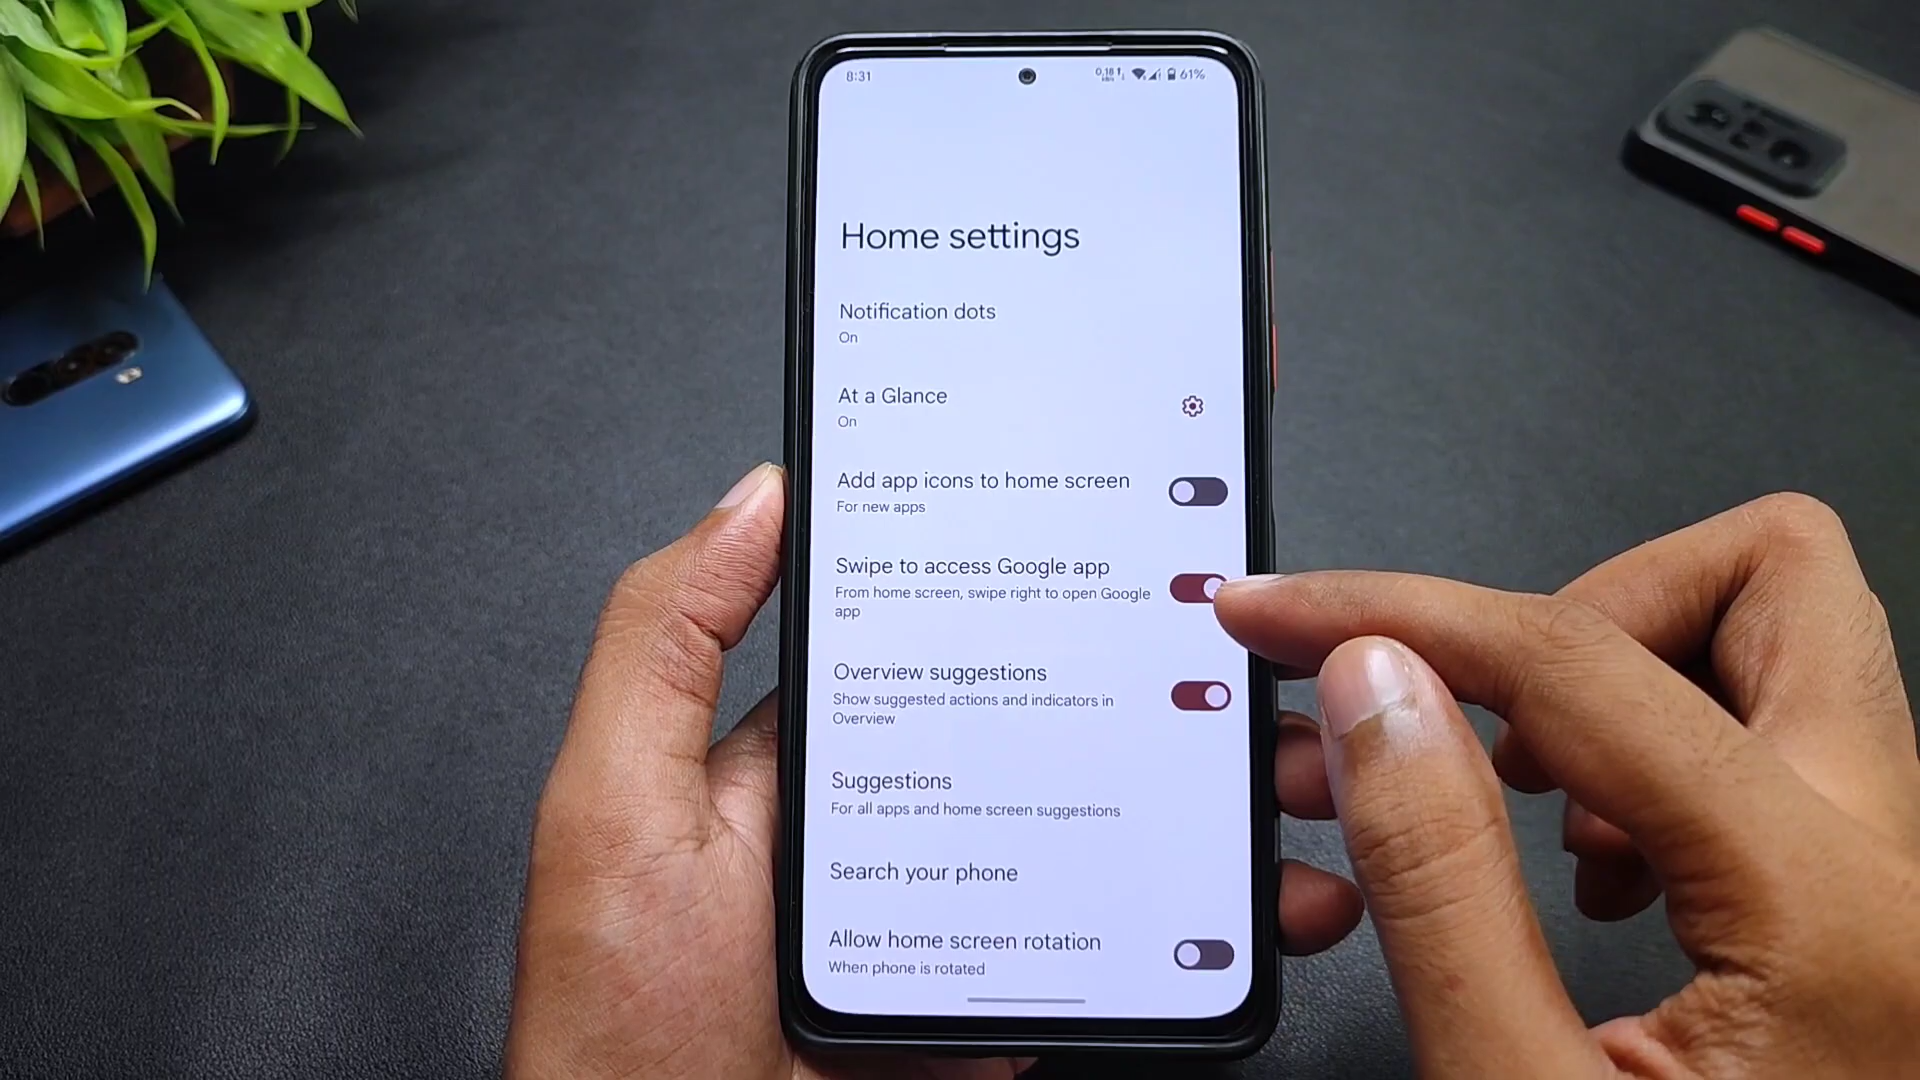 8:31
0.18
61%
Home settings
Notification dots
On
At a Glance
On
Add app icons to home screen
For new apps
Swipe to access Google app
From home screen, swipe right to open Google
app
Overview suggestions
Show suggested actions and indicators in
Overview
Suggestions
For all apps and home screen suggestions
Search your phone
Allow home screen rotation
When phone is rotated